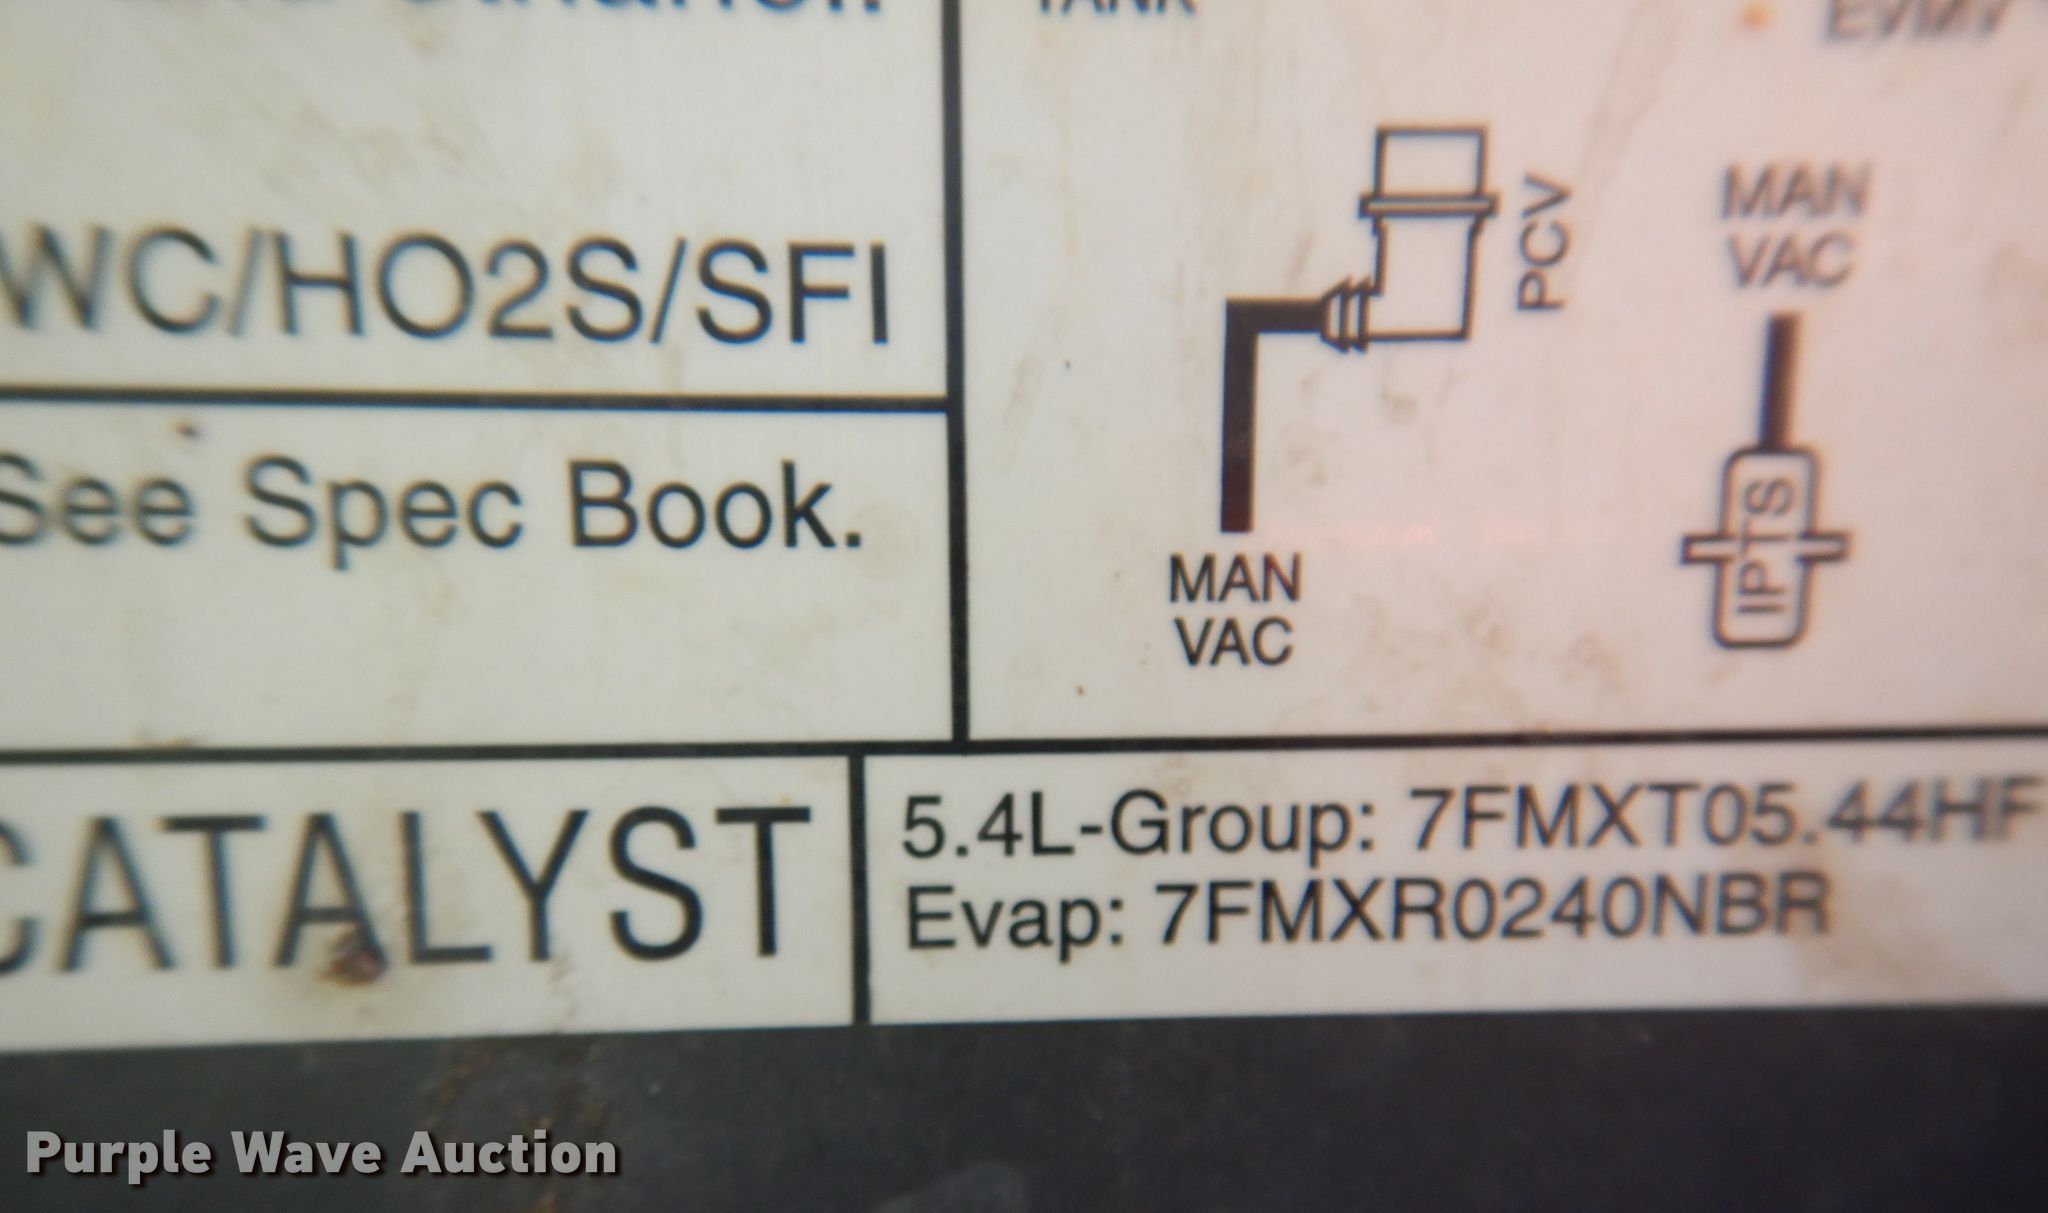 TANK
WC/HO2S/SFI
PCV
MAN
VAC
See Spec Book.
MAN
VAC
IPTS
CATALYST
5.4L-Group: 7FMXT05.44HF
Evap: 7FMXR0240NBR
Purple Wave Auction